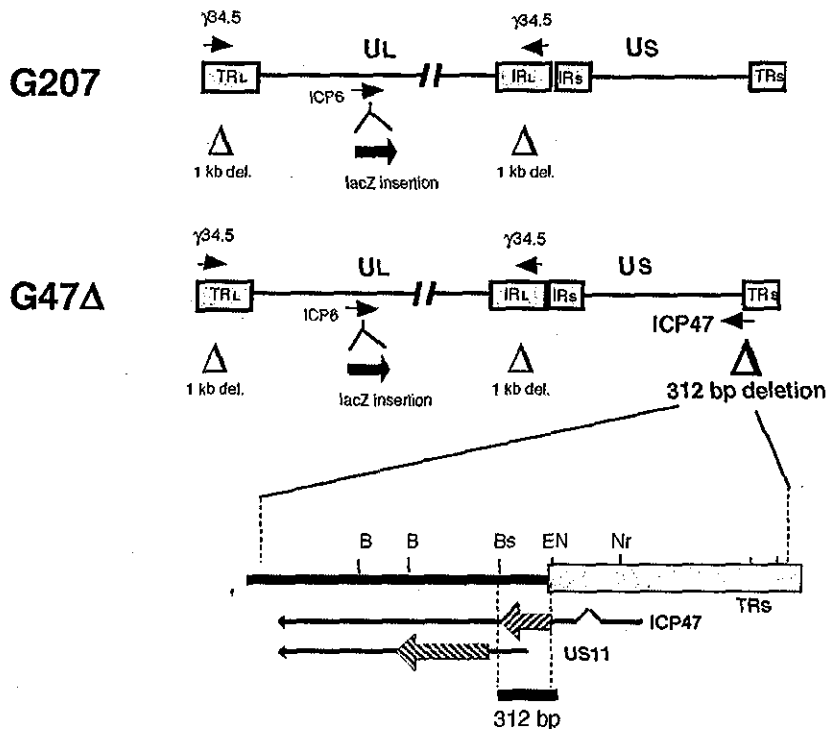 γ34.5 γ34.5
UL US
G207
TRL IRL IRs TRs
ICP6
Δ Δ
1 kb del. lacZ insertion 1 kb del.
γ34.5 γ34.5
UL US
G47Δ
TRL IRL IRs TRs
ICP6 ICP47
Δ Δ Δ
1 kb del. lacZ insertion 1 kb del. 312 bp deletion
B B Bs EN Nr
TRs
ICP47
US11
312 bp